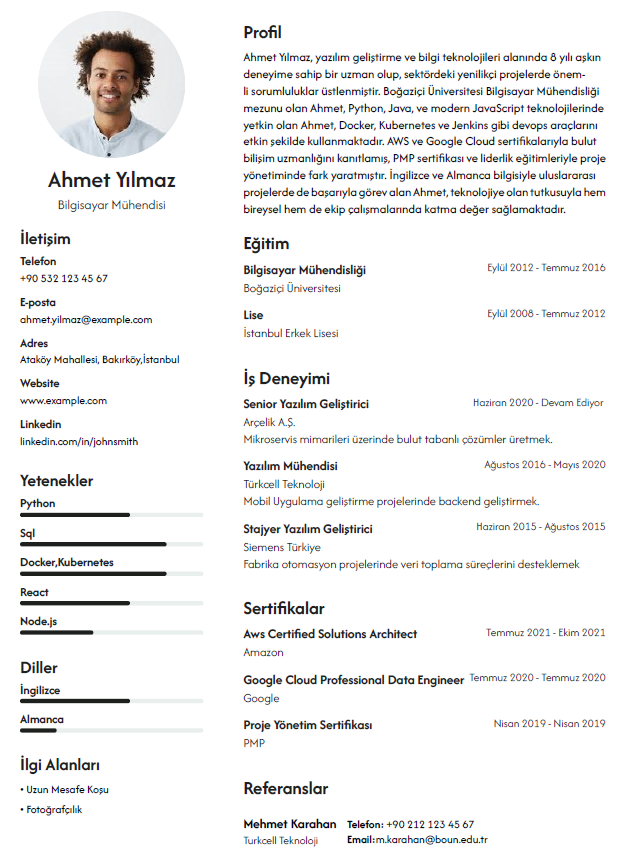 Ahmet Yılmaz
Bilgisayar Mühendisi
İletişim
Telefon
+90 532 123 45 67
E-posta
ahmet.yilmaz@example.com
Adres
Ataköy Mahallesi, Bakırköy,İstanbul
Website
www.example.com
Linkedin
linkedin.com/in/johnsmith
Yetenekler
Python
Sql
Docker,Kubernetes
React
Node.js
Diller
İngilizce
Almanca
İlgi Alanları
• Uzun Mesafe Koşu
• Fotoğrafçılık
Profil
Ahmet Yılmaz, yazılım geliştirme ve bilgi teknolojileri alanında 8 yılı aşkın
deneyime sahip bir uzman olup, sektördeki yenilikçi projelerde önem-
li sorumluluklar üstlenmiştir. Boğaziçi Üniversitesi Bilgisayar Mühendisliği
mezunu olan Ahmet, Python, Java, ve modern JavaScript teknolojilerinde
yetkin olan Ahmet, Docker, Kubernetes ve Jenkins gibi devops araçlarını
etkin şekilde kullanmaktadır. AWS ve Google Cloud sertifikalarıyla bulut
bilişim uzmanlığını kanıtlamış, PMP sertifikası ve liderlik eğitimleriyle proje
yönetiminde fark yaratmıştır. İngilizce ve Almanca bilgisiyle uluslararası
projelerde de başarıyla görev alan Ahmet, teknolojiye olan tutkusuyla hem
bireysel hem de ekip çalışmalarında katma değer sağlamaktadır.
Eğitim
Bilgisayar Mühendisliği Eylül 2012 - Temmuz 2016
Boğaziçi Üniversitesi
Lise Eylül 2008 - Temmuz 2012
İstanbul Erkek Lisesi
İş Deneyimi
Senior Yazılım Geliştirici Haziran 2020 - Devam Ediyor
Arçelik A.Ş.
Mikroservis mimarileri üzerinde bulut tabanlı çözümler üretmek.
Yazılım Mühendisi Ağustos 2016 - Mayıs 2020
Türkcell Teknoloji
Mobil Uygulama geliştirme projelerinde backend geliştirmek.
Stajyer Yazılım Geliştirici Haziran 2015 - Ağustos 2015
Siemens Türkiye
Fabrika otomasyon projelerinde veri toplama süreçlerini desteklemek
Sertifikalar
Aws Certified Solutions Architect Temmuz 2021 - Ekim 2021
Amazon
Google Cloud Professional Data Engineer Temmuz 2020 - Temmuz 2020
Google
Proje Yönetim Sertifikası Nisan 2019 - Nisan 2019
PMP
Referanslar
Mehmet Karahan Telefon: +90 212 123 45 67
Turkcell Teknoloji Email:m.karahan@boun.edu.tr